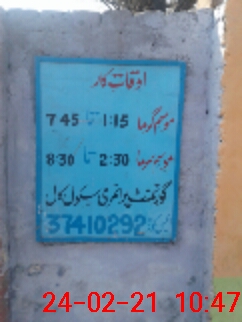 اوقات کار
موسم گرما 1:15 تا 7:45
موسم سرما 2:30 تا 8:30
گورنمنٹ پرائمری سکول
37410292
24-02-21 10:47